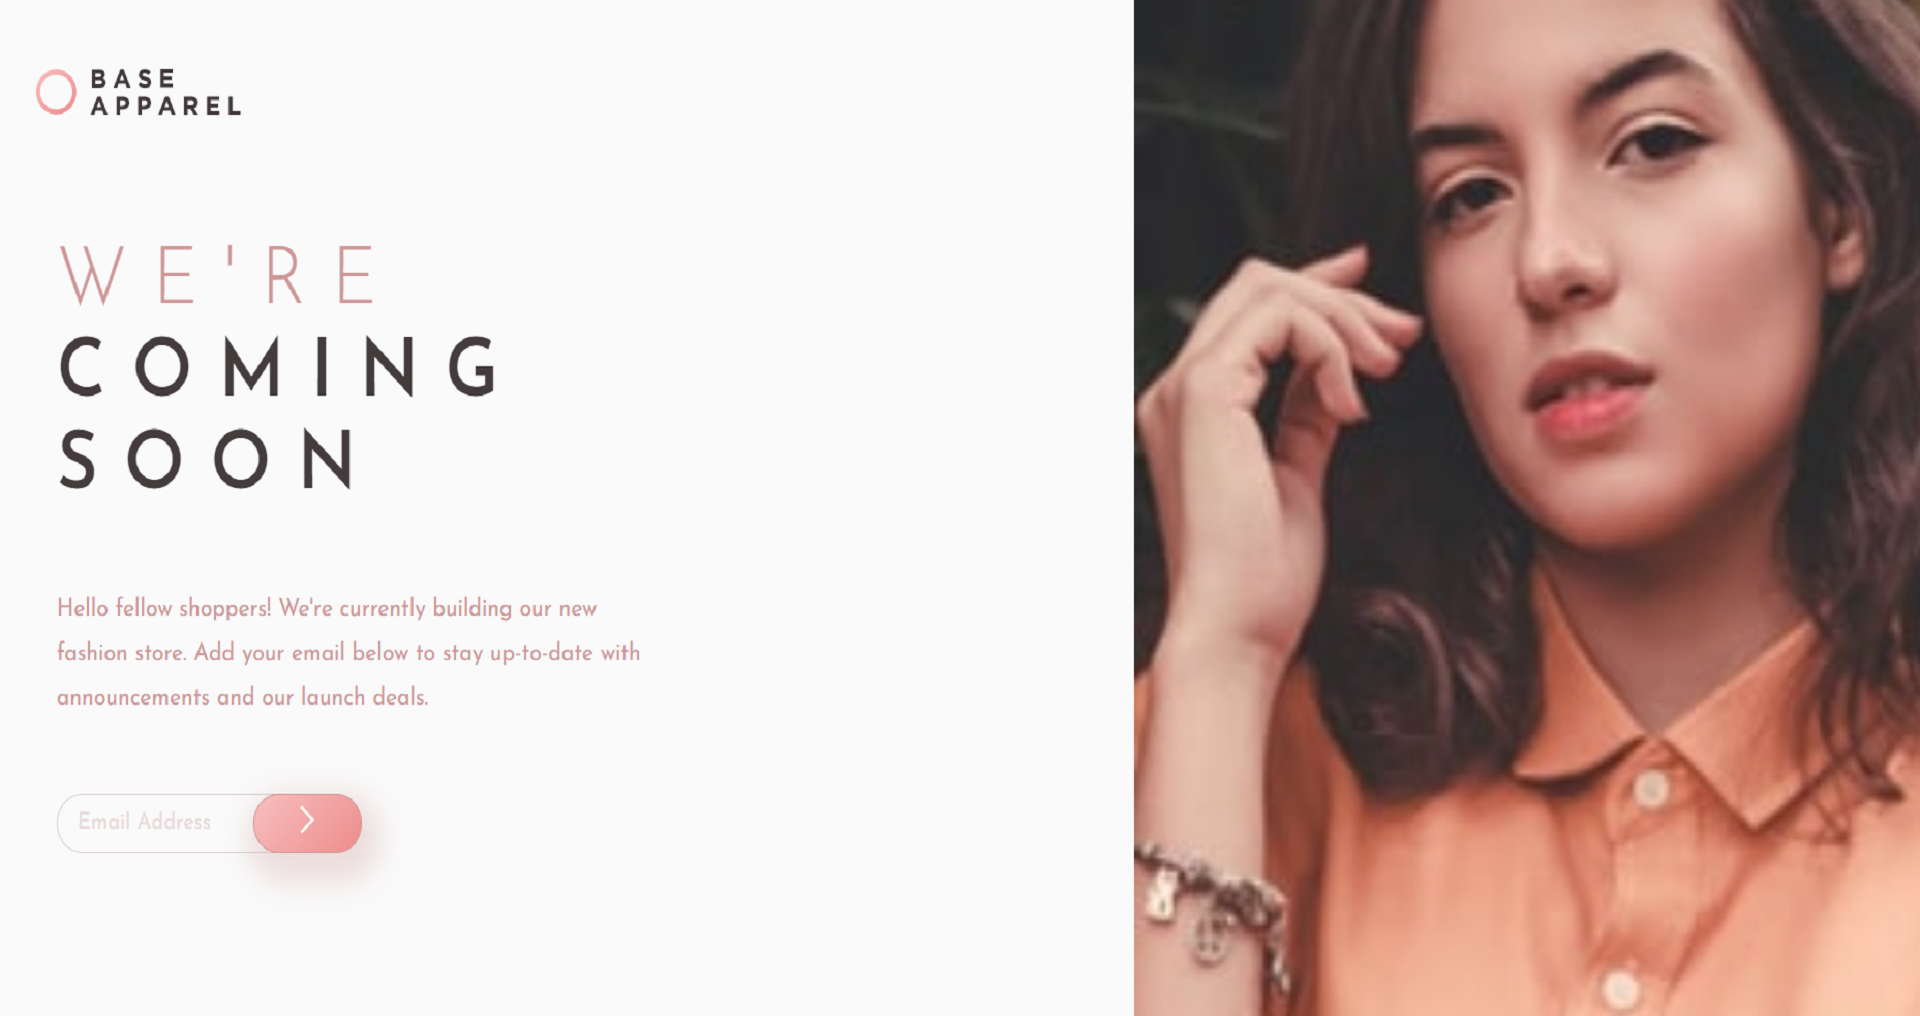 BASE
APPAREL
WE'RE
COMING
SOON
Hello fellow shoppers! We're currently building our new
fashion store. Add your email below to stay up-to-date with
announcements and our launch deals.
Email Address